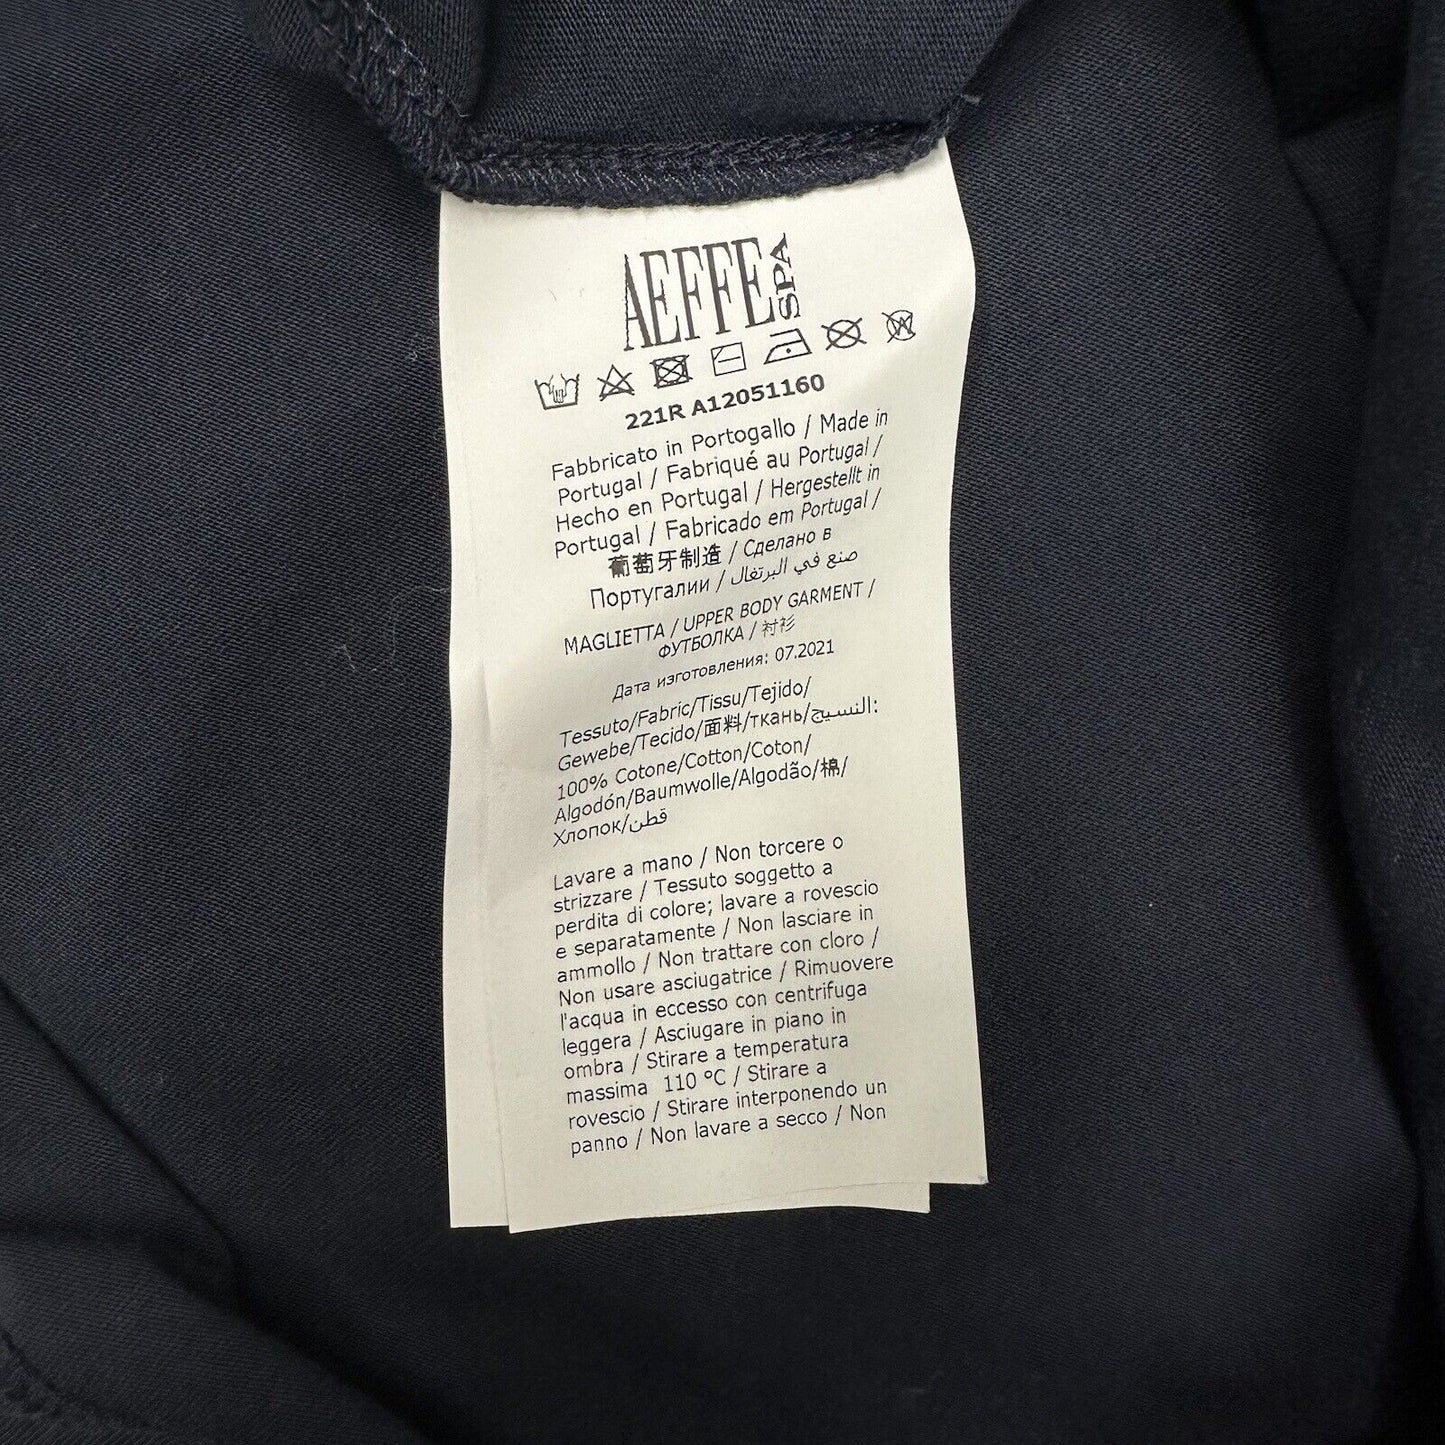 AEFFE SPA
221R A12051160
Fabbricato in Portogallo / Made in
Portugal / Fabriqué au Portugal /
Hecho en Portugal / Hergestellt in
Portugal / Fabricado em Portugal /
葡萄牙制造 / Сделано в
Португалии / صنع في البرتغال
MAGLIETTA / UPPER BODY GARMENT /
ФУТБОЛКА / 衬衫
Дата изготовления: 07.2021
Tessuto/Fabric/Tissu/Tejido/
Gewebe/Tecido/面料/ткань/النسيج:
100% Cotone/Cotton/Coton/
Algodón/Baumwolle/Algodão/棉/
Хлопок/قطن
Lavare a mano / Non torcere o
strizzare / Tessuto soggetto a
perdita di colore; lavare a rovescio
e separatamente / Non lasciare in
ammollo / Non trattare con cloro /
Non usare asciugatrice / Rimuovere
l'acqua in eccesso con centrifuga
leggera / Asciugare in piano in
ombra / Stirare a temperatura
massima 110 °C / Stirare a
rovescio / Stirare interponendo un
panno / Non lavare a secco / Non